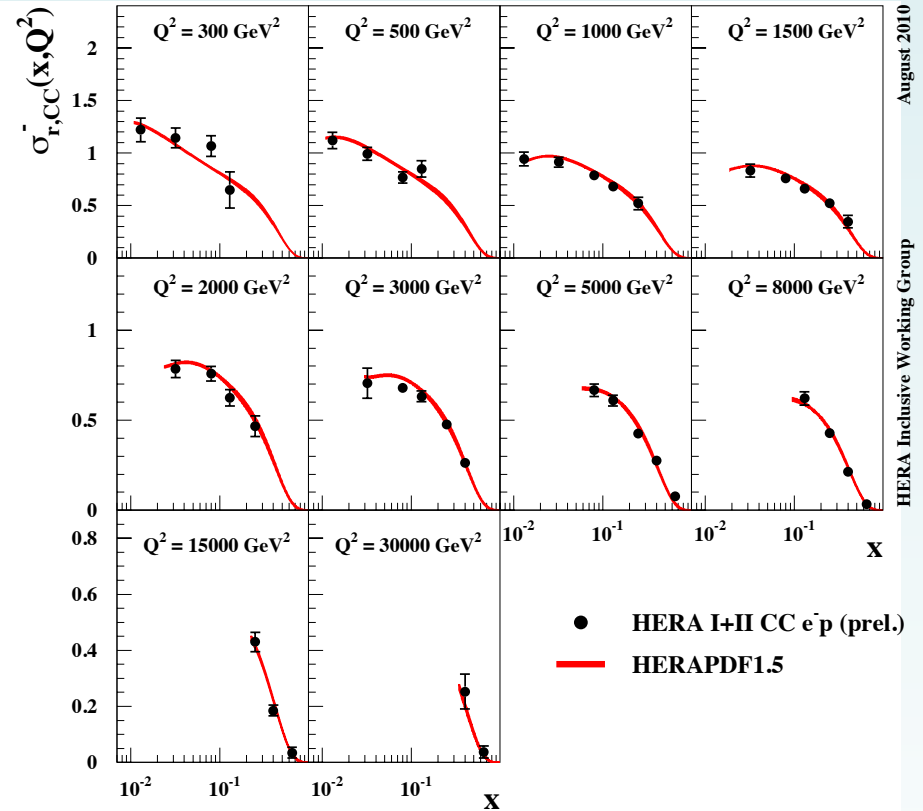 σ⁻r,CC(x,Q²)
Q² = 300 GeV²
Q² = 500 GeV²
Q² = 1000 GeV²
Q² = 1500 GeV²
2
1.5
1
0.5
0
Q² = 2000 GeV²
Q² = 3000 GeV²
Q² = 5000 GeV²
Q² = 8000 GeV²
1
0.5
0
10⁻² 10⁻¹ 10⁻² 10⁻¹
x
Q² = 15000 GeV²
Q² = 30000 GeV²
0.8
0.6
0.4
0.2
0
10⁻² 10⁻¹ 10⁻² 10⁻¹
x
HERA I+II CC e⁻p (prel.)
HERAPDF1.5
August 2010
HERA Inclusive Working Group